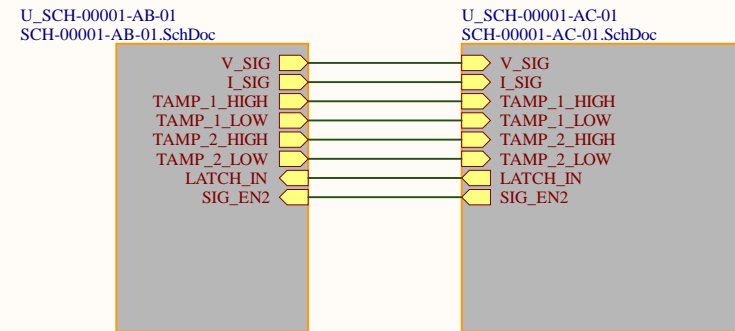 U_SCH-00001-AB-01
SCH-00001-AB-01.SchDoc
V_SIG
I_SIG
TAMP_1_HIGH
TAMP_1_LOW
TAMP_2_HIGH
TAMP_2_LOW
LATCH_IN
SIG_EN2
U_SCH-00001-AC-01
SCH-00001-AC-01.SchDoc
V_SIG
I_SIG
TAMP_1_HIGH
TAMP_1_LOW
TAMP_2_HIGH
TAMP_2_LOW
LATCH_IN
SIG_EN2